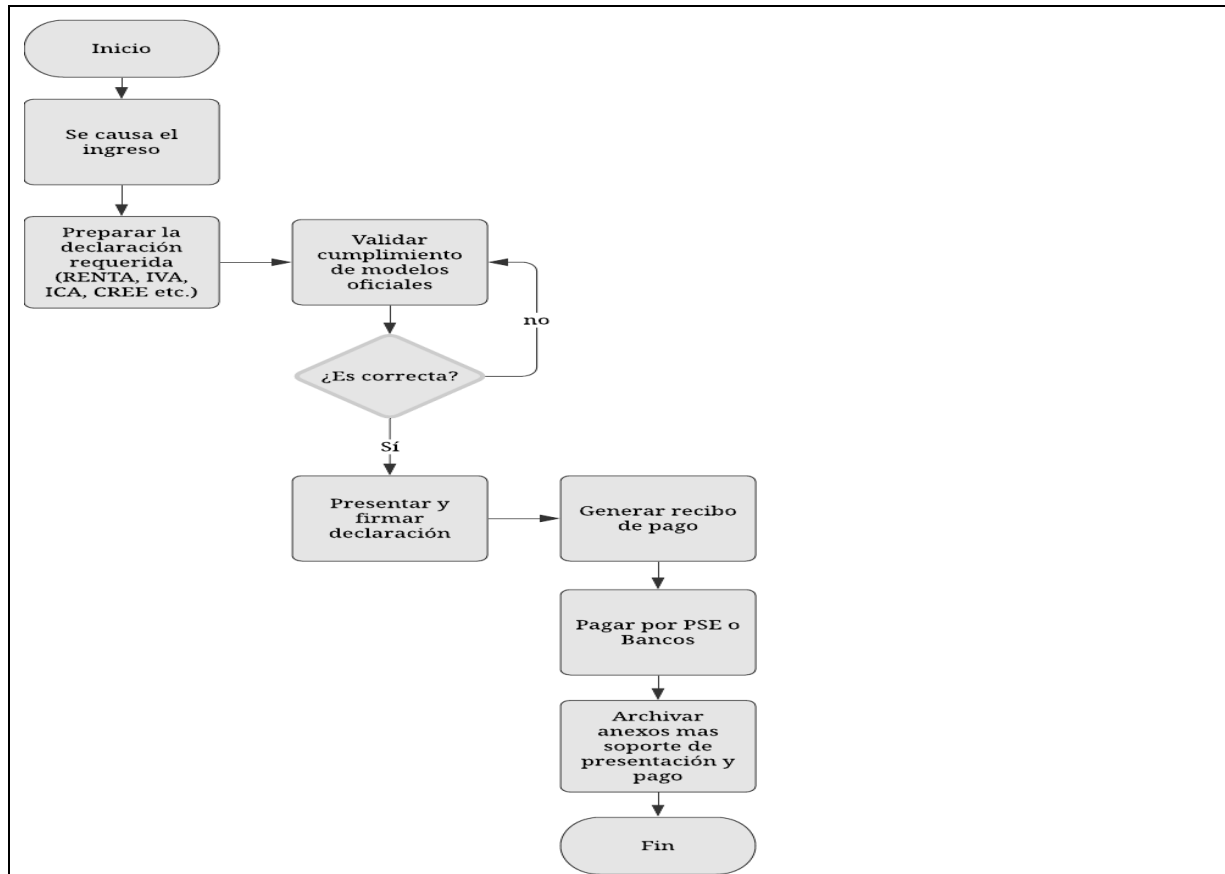 Inicio
Se causa el
ingreso
Preparar la
declaración
requerida
(RENTA, IVA,
ICA, CREE etc.)
Validar
cumplimiento
de modelos
oficiales
no
¿Es correcta?
Sí
Presentar y
firmar
declaración
Generar recibo
de pago
Pagar por PSE o
Bancos
Archivar
anexos mas
soporte de
presentación y
pago
Fin